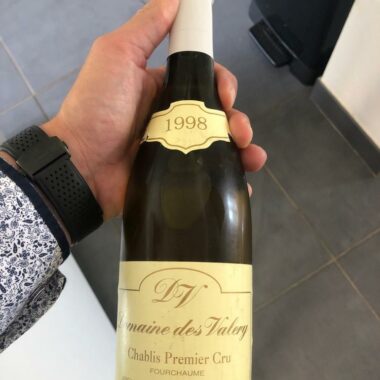 1998
DV
Domaine des Valery
Chablis Premier Cru
FOURCHAUME